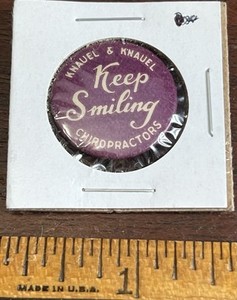 KNAUEL & KNAUEL
Keep
Smiling
CHIROPRACTORS
1
MADE IN U.S.A.